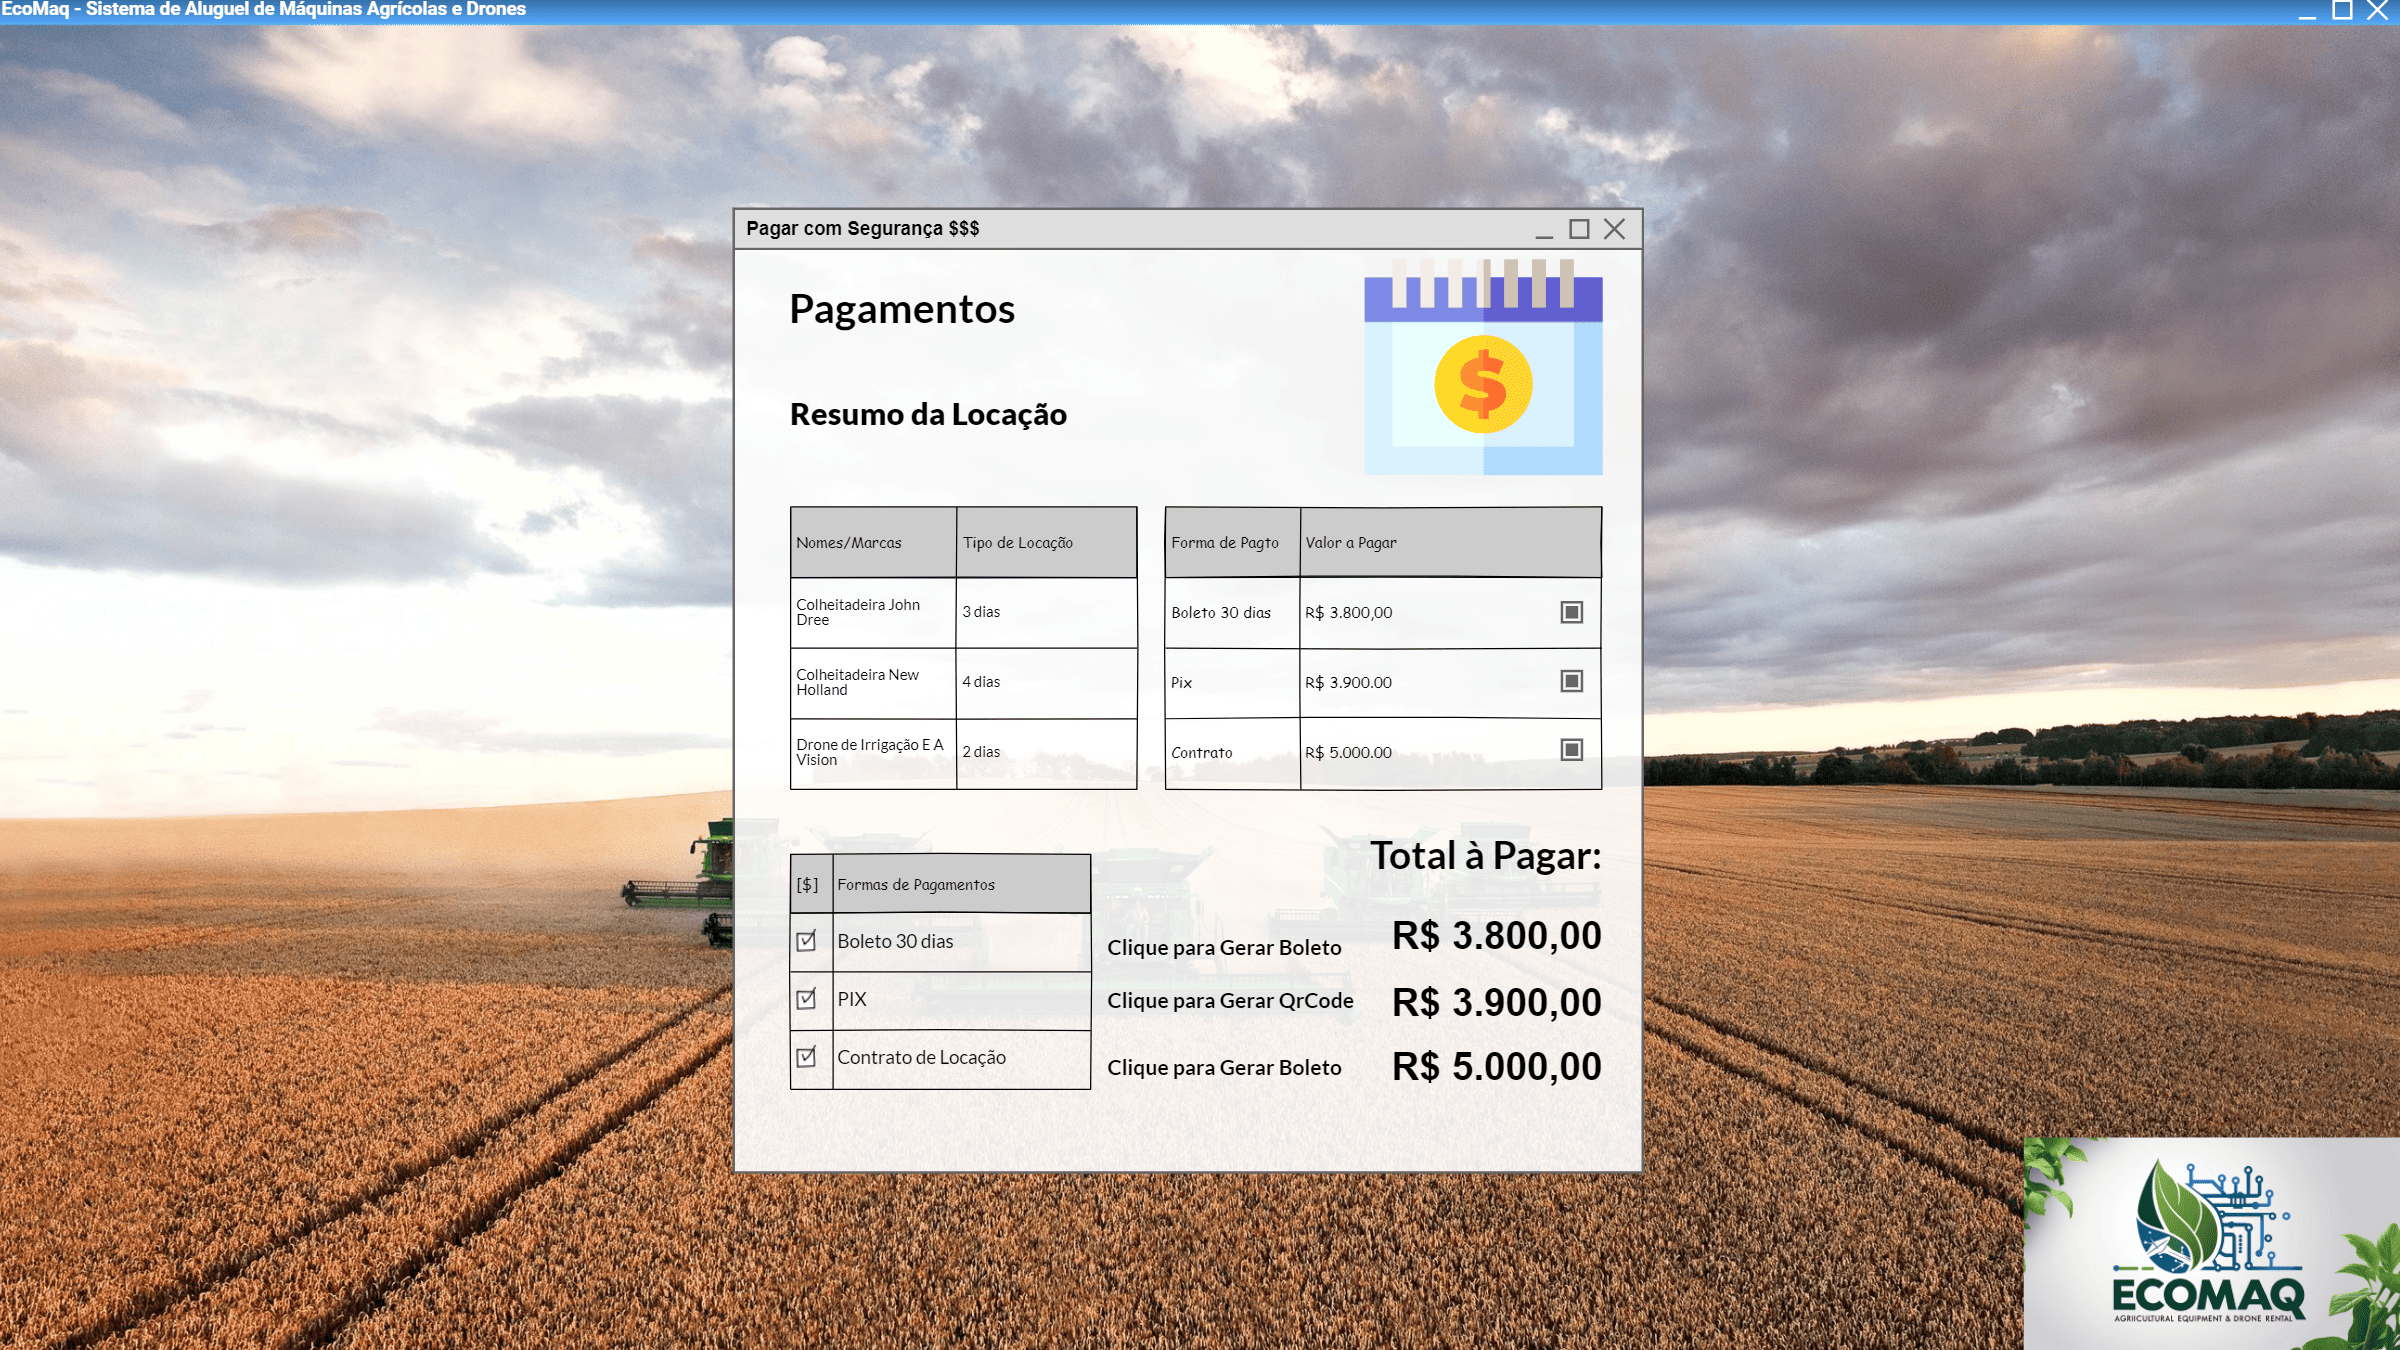 EcoMaq - Sistema de Aluguel de Máquinas Agrícolas e Drones
Pagar com Segurança $$$
Pagamentos
Resumo da Locação
Nomes/Marcas Tipo de Locação
Colheitadeira John
Dree
3 dias
Colheitadeira New
Holland
4 dias
Drone de Irrigação E A
Vision
2 dias
Forma de Pagto Valor a Pagar
Boleto 30 dias R$ 3.800,00
Pix R$ 3.900.00
Contrato R$ 5.000.00
[$] Formas de Pagamentos
Boleto 30 dias
PIX
Contrato de Locação
Total à Pagar:
Clique para Gerar Boleto R$ 3.800,00
Clique para Gerar QrCode R$ 3.900,00
Clique para Gerar Boleto R$ 5.000,00
ECOMAQ
AGRIICULTURAL EQUIPMENT & DRONE RENTAL